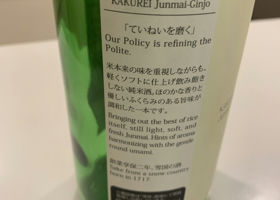 KAKUREI Junmai-Ginjo
「ていねいを磨く」
Our Policy is refining the
Polite.
米本来の味を重視しながらも、
軽くソフトに仕上げ飲み飽き
しない純米酒。ほのかな香りと
優しいふくらみのある旨味が
調和した一本です。
Bringing out the best of rice
itself, still light, soft, and
fresh Junmai. Hints of aroma
harmonizing with the gentle
round umami.
創業享保二年、雪国の酒
Sake from a snow country
born in 1717.